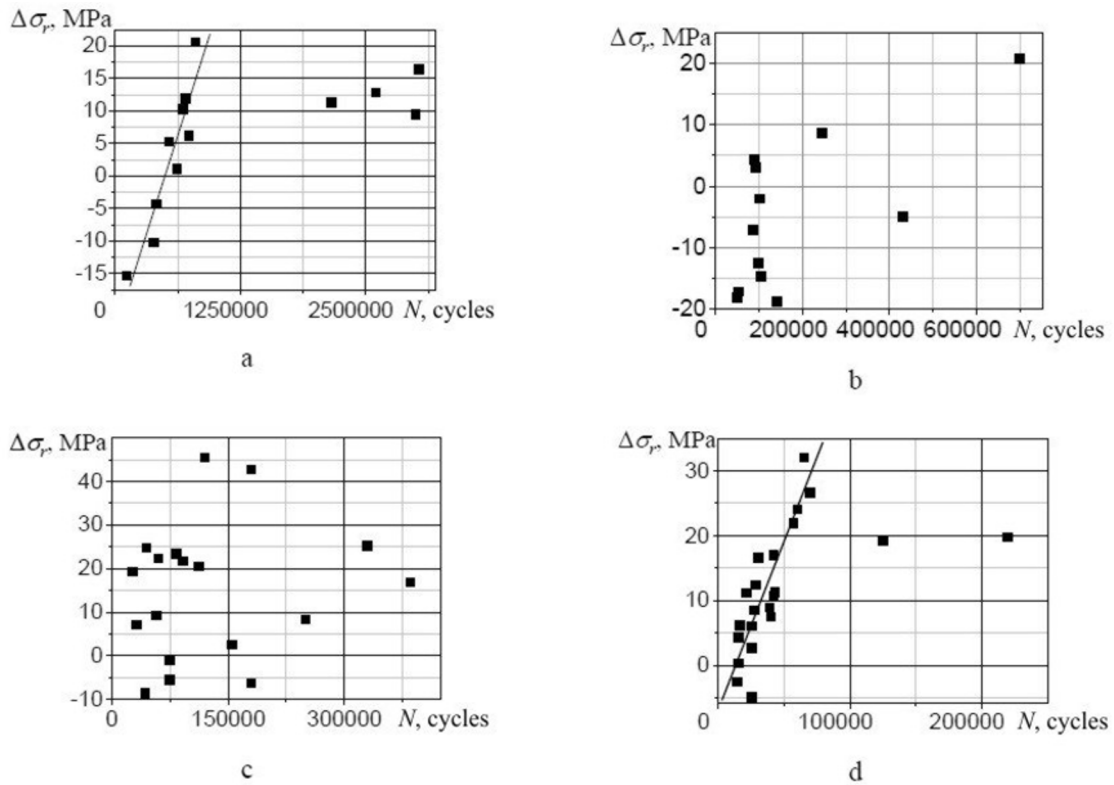 Δσr, MPa
20
15
10
5
0
-5
-10
-15
0 1250000 2500000 N, cycles
a
Δσr, MPa
20
10
0
-10
-20
0 200000 400000 600000 N, cycles
b
Δσr, MPa
40
30
20
10
0
-10
0 150000 300000 N, cycles
c
Δσr, MPa
30
20
10
0
0 100000 200000 N, cycles
d